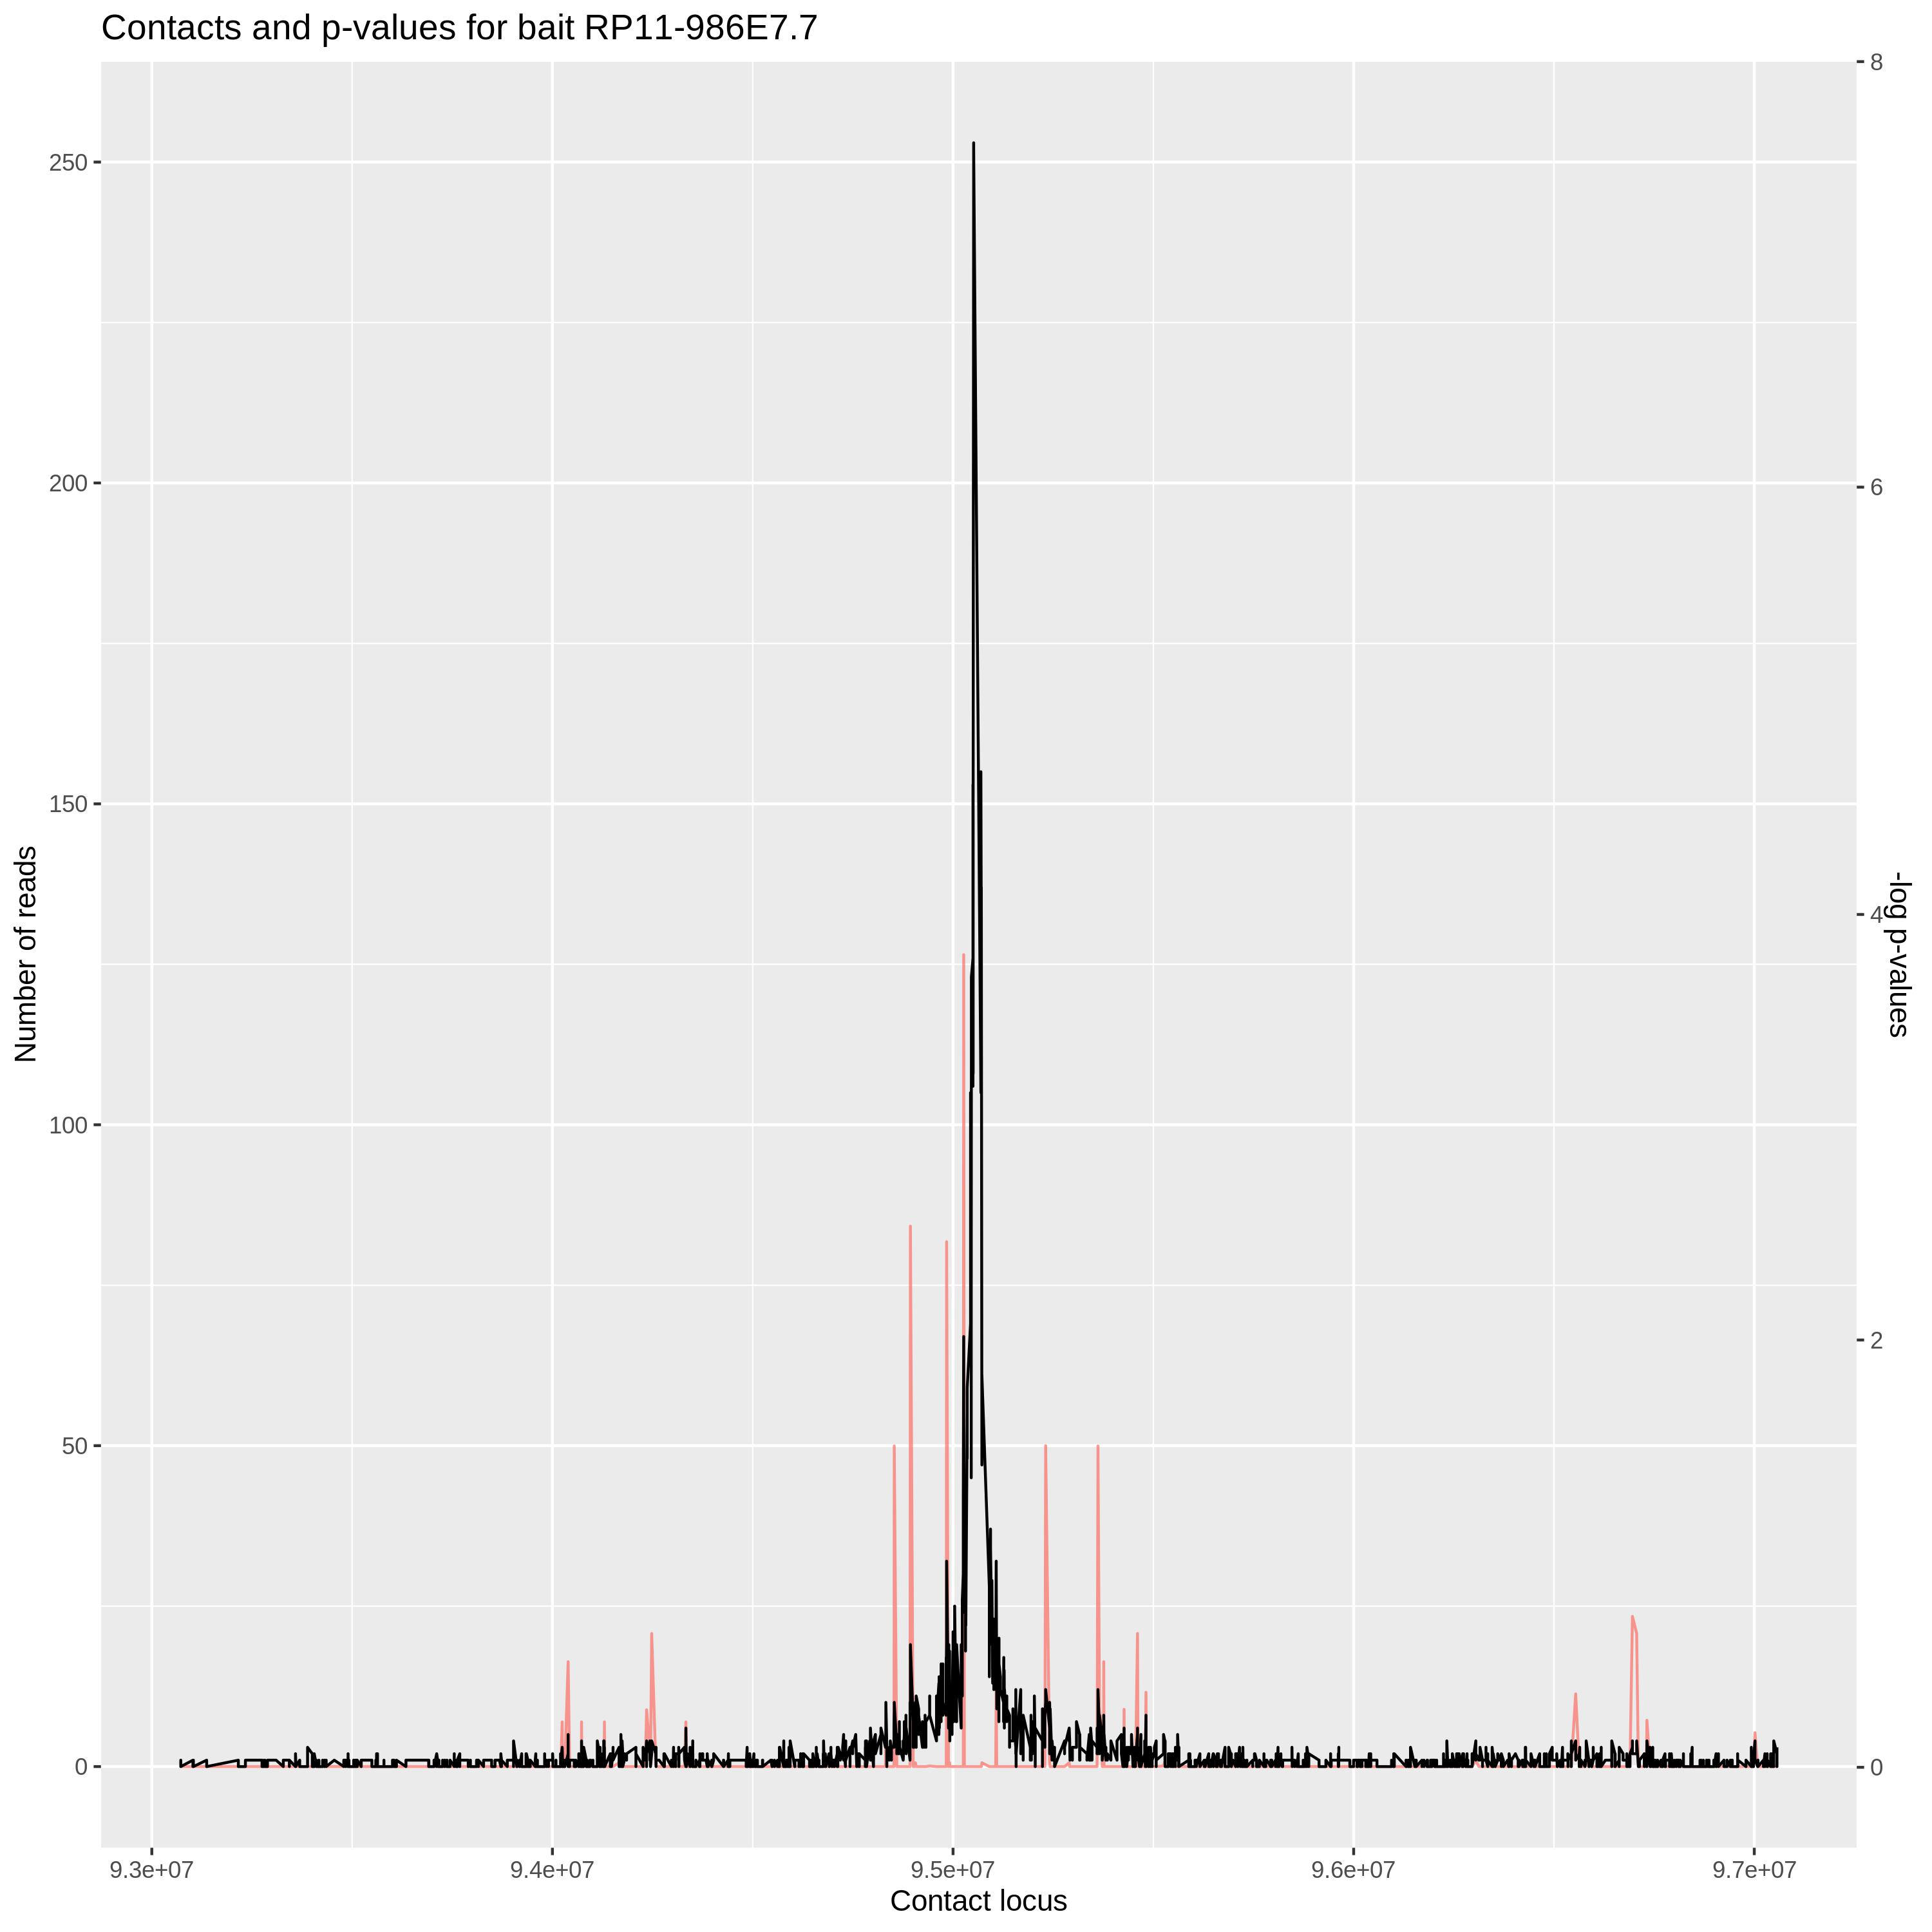 Contacts and p-values for bait RP11-986E7.7
Number of reads
250
200
150
100
50
0
8
6
4
2
0
-log p-values
9.3e+07 9.4e+07 9.5e+07 9.6e+07 9.7e+07
Contact locus